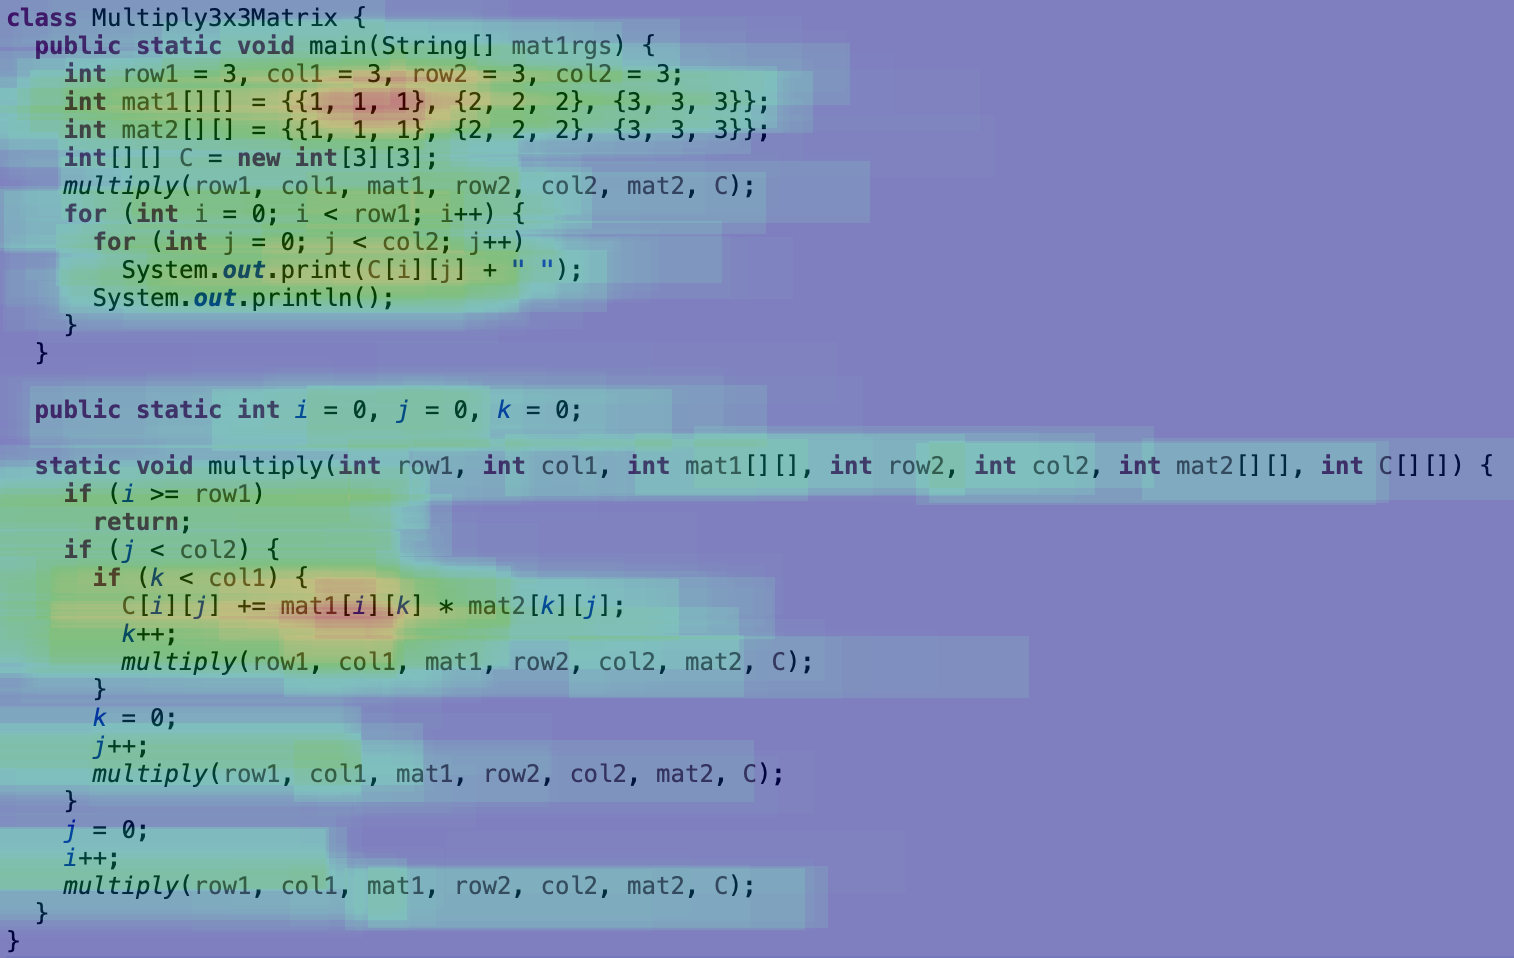 class Multiply3x3Matrix {
  public static void main(String[] mat1rgs) {
    int row1 = 3, col1 = 3, row2 = 3, col2 = 3;
    int mat1[][] = {{1, 1, 1}, {2, 2, 2}, {3, 3, 3}};
    int mat2[][] = {{1, 1, 1}, {2, 2, 2}, {3, 3, 3}};
    int[][] C = new int[3][3];
    multiply(row1, col1, mat1, row2, col2, mat2, C);
    for (int i = 0; i < row1; i++) {
      for (int j = 0; j < col2; j++)
        System.out.print(C[i][j] + " ");
      System.out.println();
    }
  }

  public static int i = 0, j = 0, k = 0;

  static void multiply(int row1, int col1, int mat1[][], int row2, int col2, int mat2[][], int C[][]) {
    if (i >= row1)
      return;
    if (j < col2) {
      if (k < col1) {
        C[i][j] += mat1[i][k] * mat2[k][j];
        k++;
        multiply(row1, col1, mat1, row2, col2, mat2, C);
      }
      k = 0;
      j++;
      multiply(row1, col1, mat1, row2, col2, mat2, C);
    }
    j = 0;
    i++;
    multiply(row1, col1, mat1, row2, col2, mat2, C);
  }
}